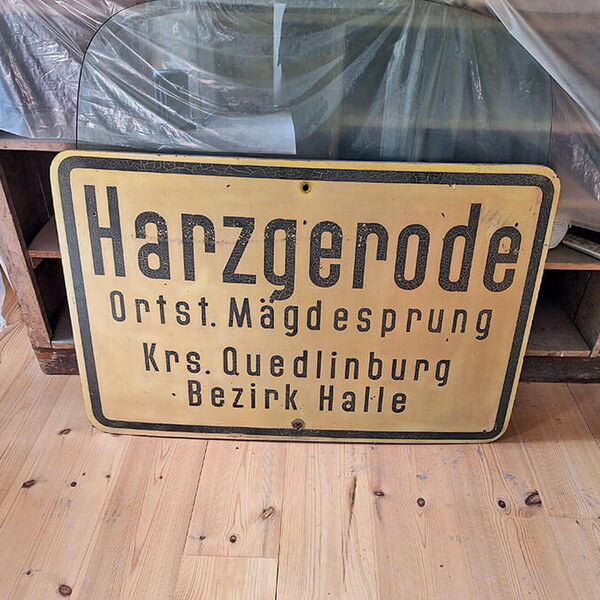 Harzgerode
Ortst. Mägdesprung
Krs. Quedlinburg
Bezirk Halle